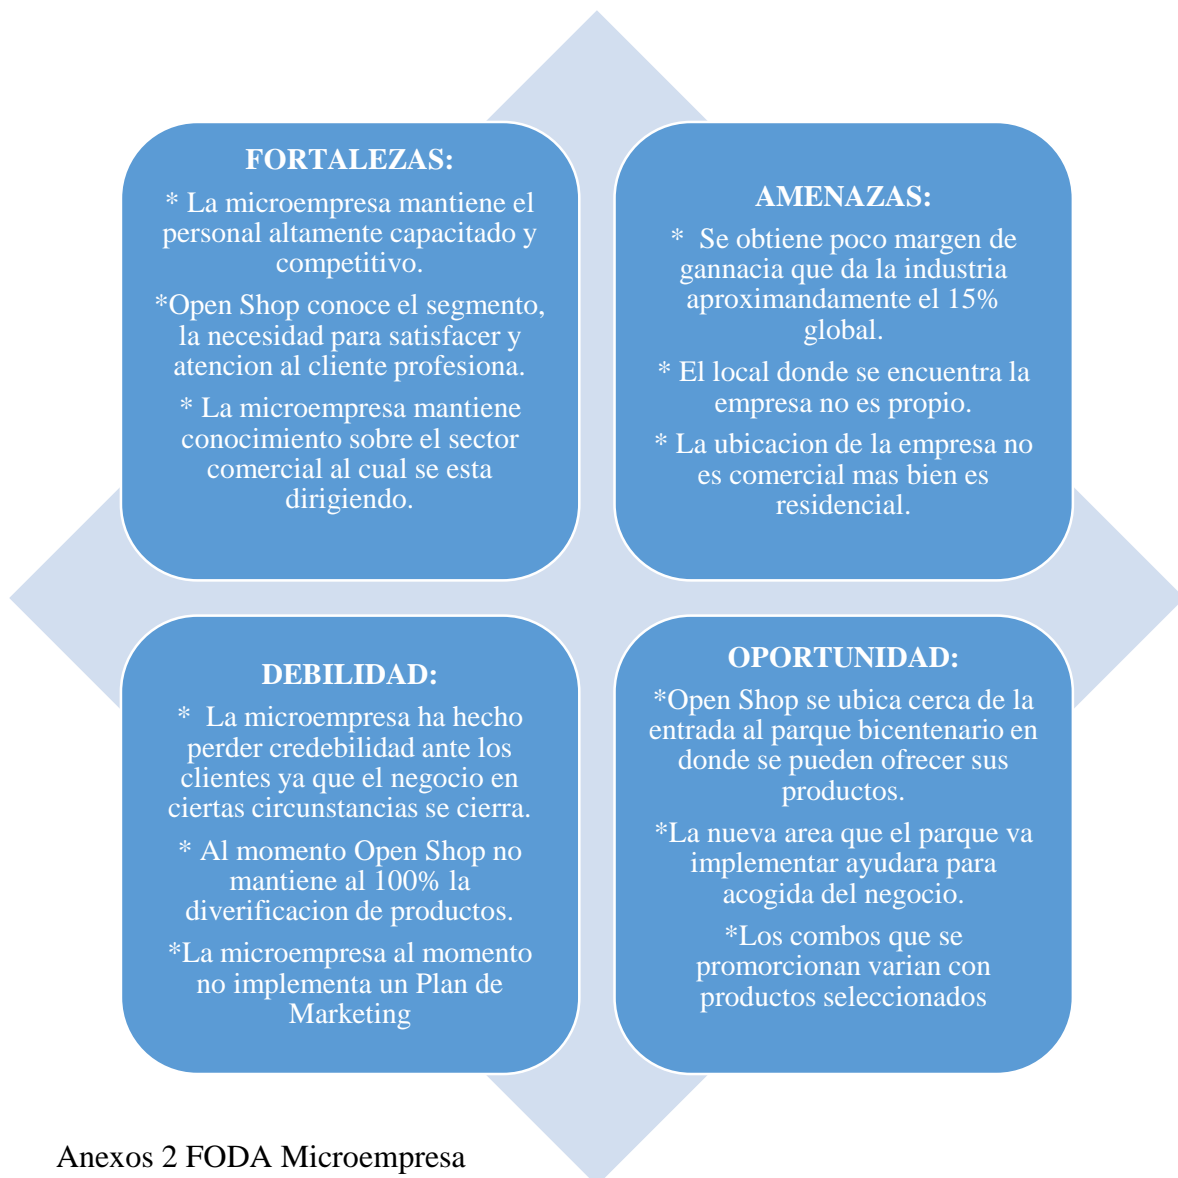 FORTALEZAS:
* La microempresa mantiene el
personal altamente capacitado y
competitivo.
*Open Shop conoce el segmento,
la necesidad para satisfacer y
atencion al cliente profesiona.
* La microempresa mantiene
conocimiento sobre el sector
comercial al cual se esta
dirigiendo.
AMENAZAS:
* Se obtiene poco margen de
gannacia que da la industria
aproximandamente el 15%
global.
* El local donde se encuentra la
empresa no es propio.
* La ubicacion de la empresa no
es comercial mas bien es
residencial.
DEBILIDAD:
* La microempresa ha hecho
perder credibilidad ante los
clientes ya que el negocio en
ciertas circunstancias se cierra.
* Al momento Open Shop no
mantiene al 100% la
diverificacion de productos.
*La microempresa al momento
no implementa un Plan de
Marketing
OPORTUNIDAD:
*Open Shop se ubica cerca de la
entrada al parque bicentenario en
donde se pueden ofrecer sus
productos.
*La nueva area que el parque va
implementar ayudara para
acogida del negocio.
*Los combos que se
promorcionan varian con
productos seleccionados
Anexos 2 FODA Microempresa